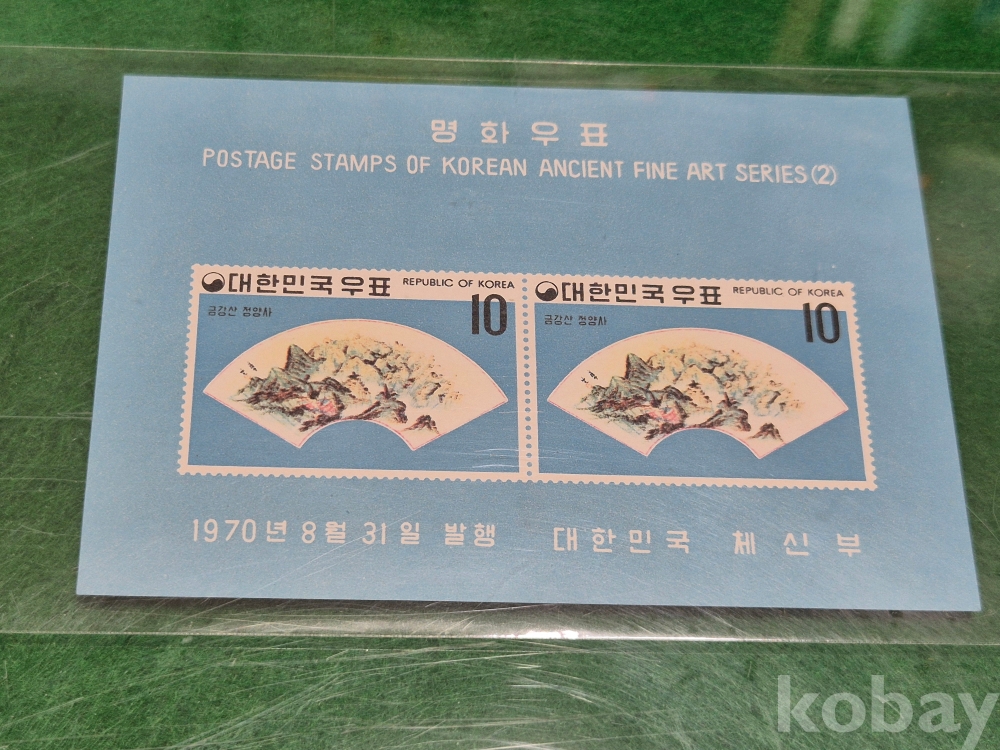 명화우표
POSTAGE STAMPS OF KOREAN ANCIENT FINE ART SERIES (2)
대한민국우표 REPUBLIC OF KOREA
금강산 정양사
10
대한민국우표 REPUBLIC OF KOREA
금강산 정양사
10
1970년 8월 31일 발행 대한민국 체신부
kobay